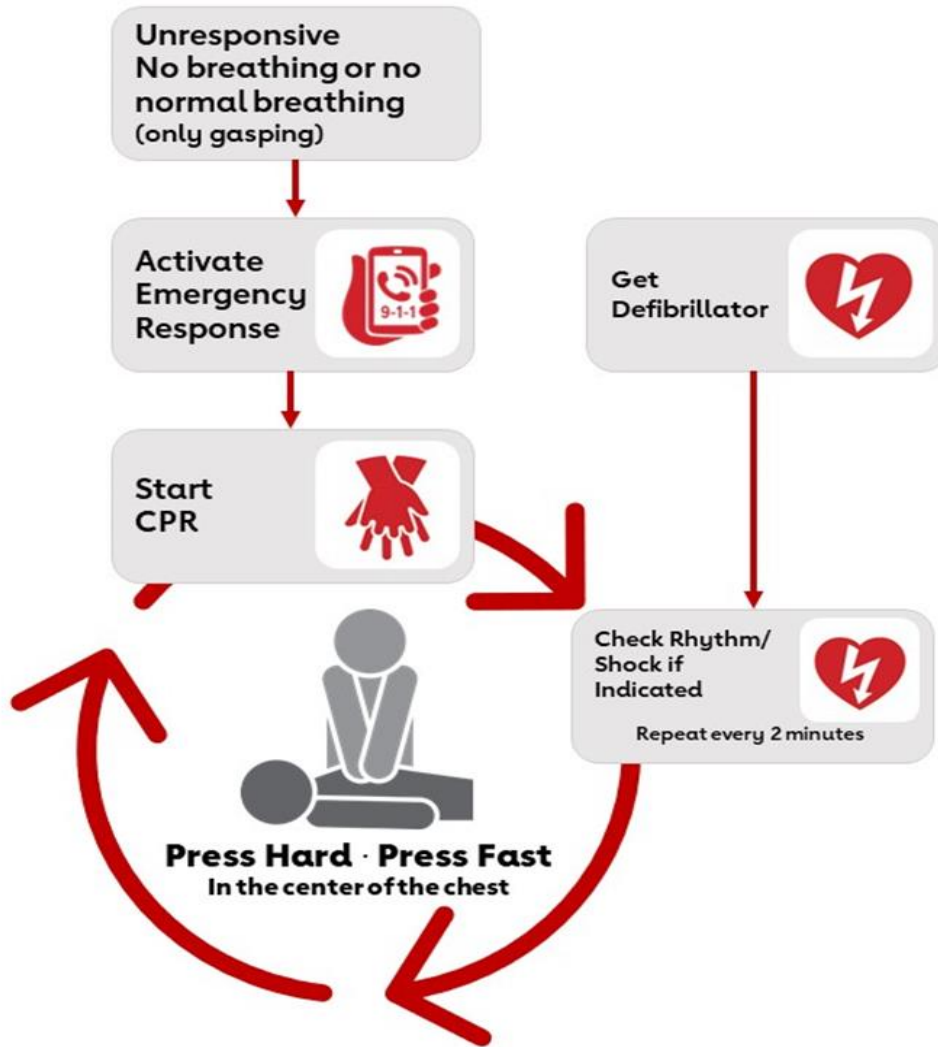 Unresponsive
No breathing or no
normal breathing
(only gasping)
Activate
Emergency
Response
9-1-1
Get
Defibrillator
Start
CPR
Check Rhythm/
Shock if
Indicated
Repeat every 2 minutes
Press Hard · Press Fast
In the center of the chest